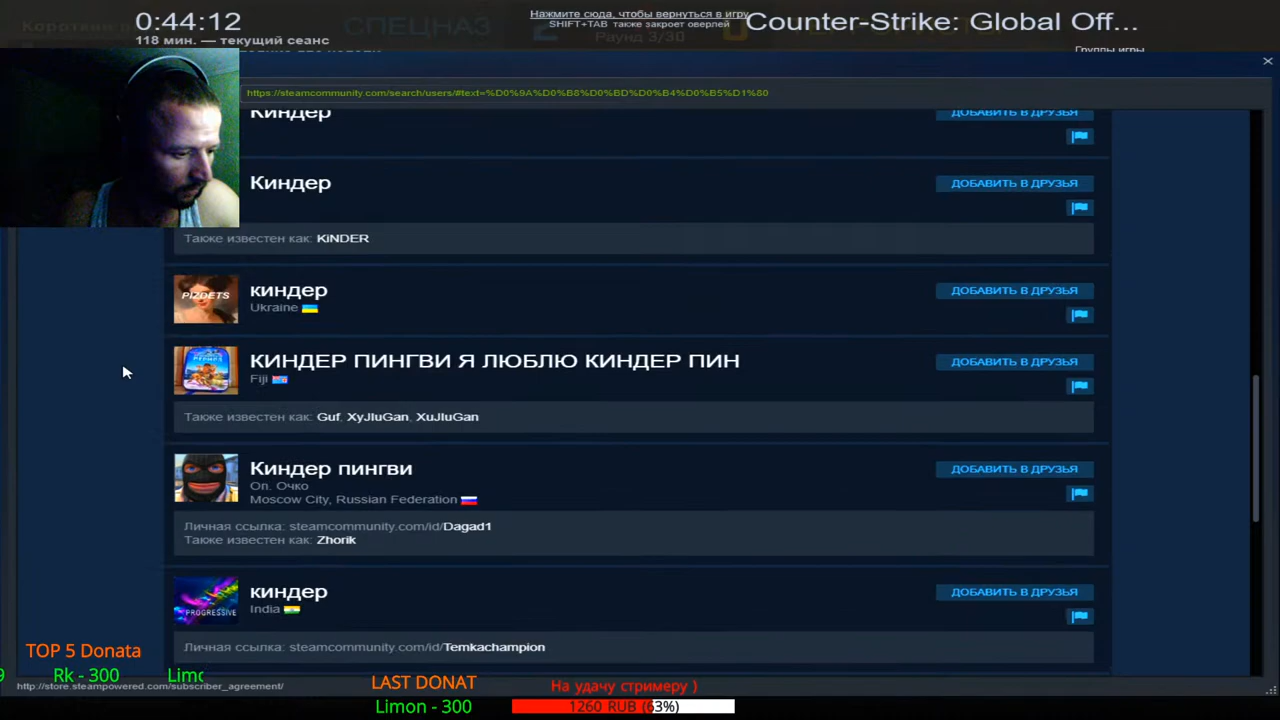 0:44:12
118 мин. — текущий сеанс
СПЕЦНАЗ
Раунд 3/30
Нажмите сюда, чтобы вернуться в игру
SHIFT+TAB также закроет оверлей
Counter-Strike: Global Off...
Группы игры
https://steamcommunity.com/search/users/#text=%D0%9A%D0%B8%D0%BD%D0%B4%D0%B5%D1%80
Киндер
ДОБАВИТЬ В ДРУЗЬЯ
Киндер
ДОБАВИТЬ В ДРУЗЬЯ
Также известен как: KiNDER
PIZDETS
киндер
Ukraine
ДОБАВИТЬ В ДРУЗЬЯ
КИНДЕР ПИНГВИ Я ЛЮБЛЮ КИНДЕР ПИН
Fiji
ДОБАВИТЬ В ДРУЗЬЯ
Также известен как: Guf, XyJIuGan, XuJIuGan
Киндер пингви
Оп. Очко
Moscow City, Russian Federation
ДОБАВИТЬ В ДРУЗЬЯ
Личная ссылка: steamcommunity.com/id/Dagad1
Также известен как: Zhorik
PROGRESSIVE
киндер
India
ДОБАВИТЬ В ДРУЗЬЯ
Личная ссылка: steamcommunity.com/id/Temkachampion
TOP 5 Donata
Rk - 300
Limo
http://store.steampowered.com/subscriber_agreement/
LAST DONAT
Limon - 300
На удачу стримеру )
1260 RUB (63%)